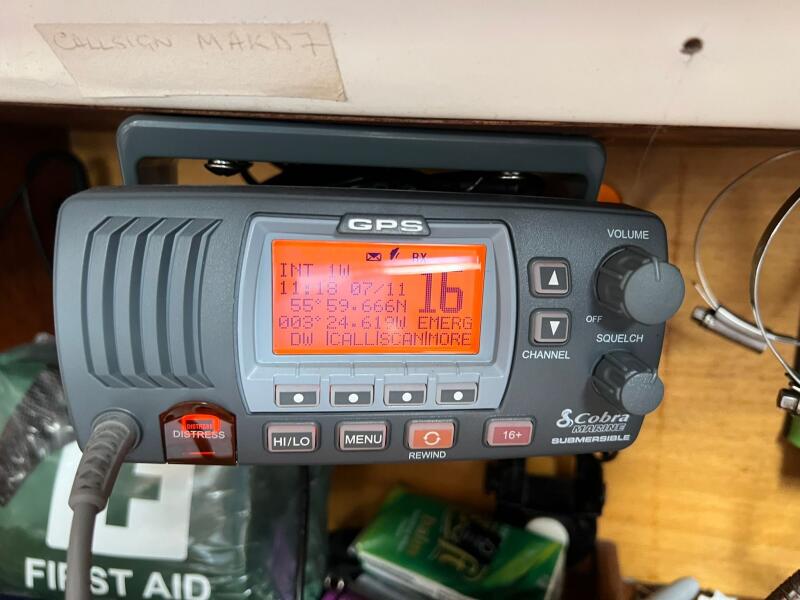 CALLSIGN MAKD7
GPS
VOLUME
OFF
SQUELCH
RX
INT 1W
11:18 07/11
16
55°59.666N
003°24.619W EMERG
DW |CALL|SCAN|MORE
CHANNEL
DISTRESS
DISTRESS
HI/LO
MENU
REWIND
16+
Cobra
MARINE
SUBMERSIBLE
FIRST AID